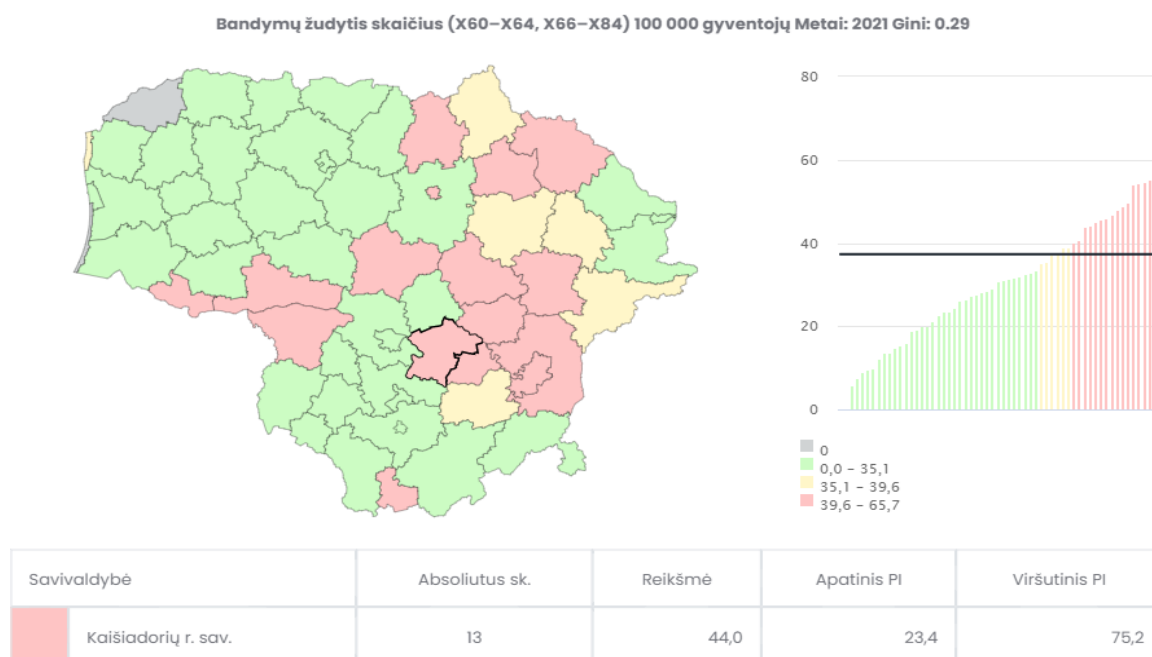 Bandymų žudytis skaičius (X60–X64, X66–X84) 100 000 gyventojų Metai: 2021 Gini: 0.29
80
60
40
20
0
0
0,0 – 35,1
35,1 – 39,6
39,6 – 65,7
Savivaldybė Absoliutus sk. Reikšmė Apatinis PI Viršutinis PI
Kaišiadorių r. sav. 13 44,0 23,4 75,2